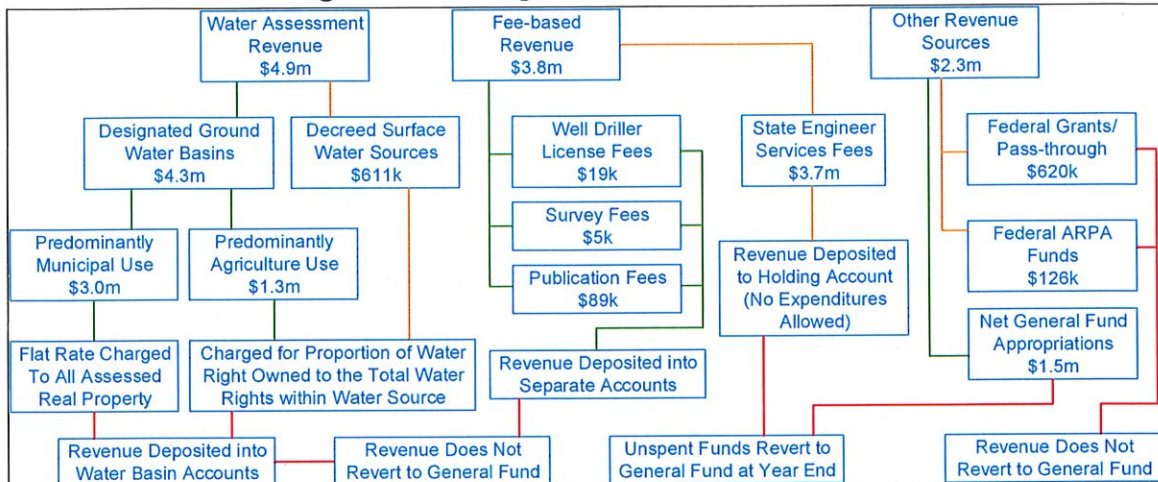 Water Assessment
Revenue
$4.9m
Fee-based
Revenue
$3.8m
Other Revenue
Sources
$2.3m
Designated Ground
Water Basins
$4.3m
Decreed Surface
Water Sources
$611k
Well Driller
License Fees
$19k
State Engineer
Services Fees
$3.7m
Federal Grants/
Pass-through
$620k
Survey Fees
$5k
Predominantly
Municipal Use
$3.0m
Predominantly
Agriculture Use
$1.3m
Publication Fees
$89k
Revenue Deposited
to Holding Account
(No Expenditures
Allowed)
Federal ARPA
Funds
$126k
Net General Fund
Appropriations
$1.5m
Flat Rate Charged
To All Assessed
Real Property
Charged for Proportion of Water
Right Owned to the Total Water
Rights within Water Source
Revenue Deposited into
Separate Accounts
Revenue Deposited into
Water Basin Accounts
Revenue Does Not
Revert to General Fund
Unspent Funds Revert to
General Fund at Year End
Revenue Does Not
Revert to General Fund